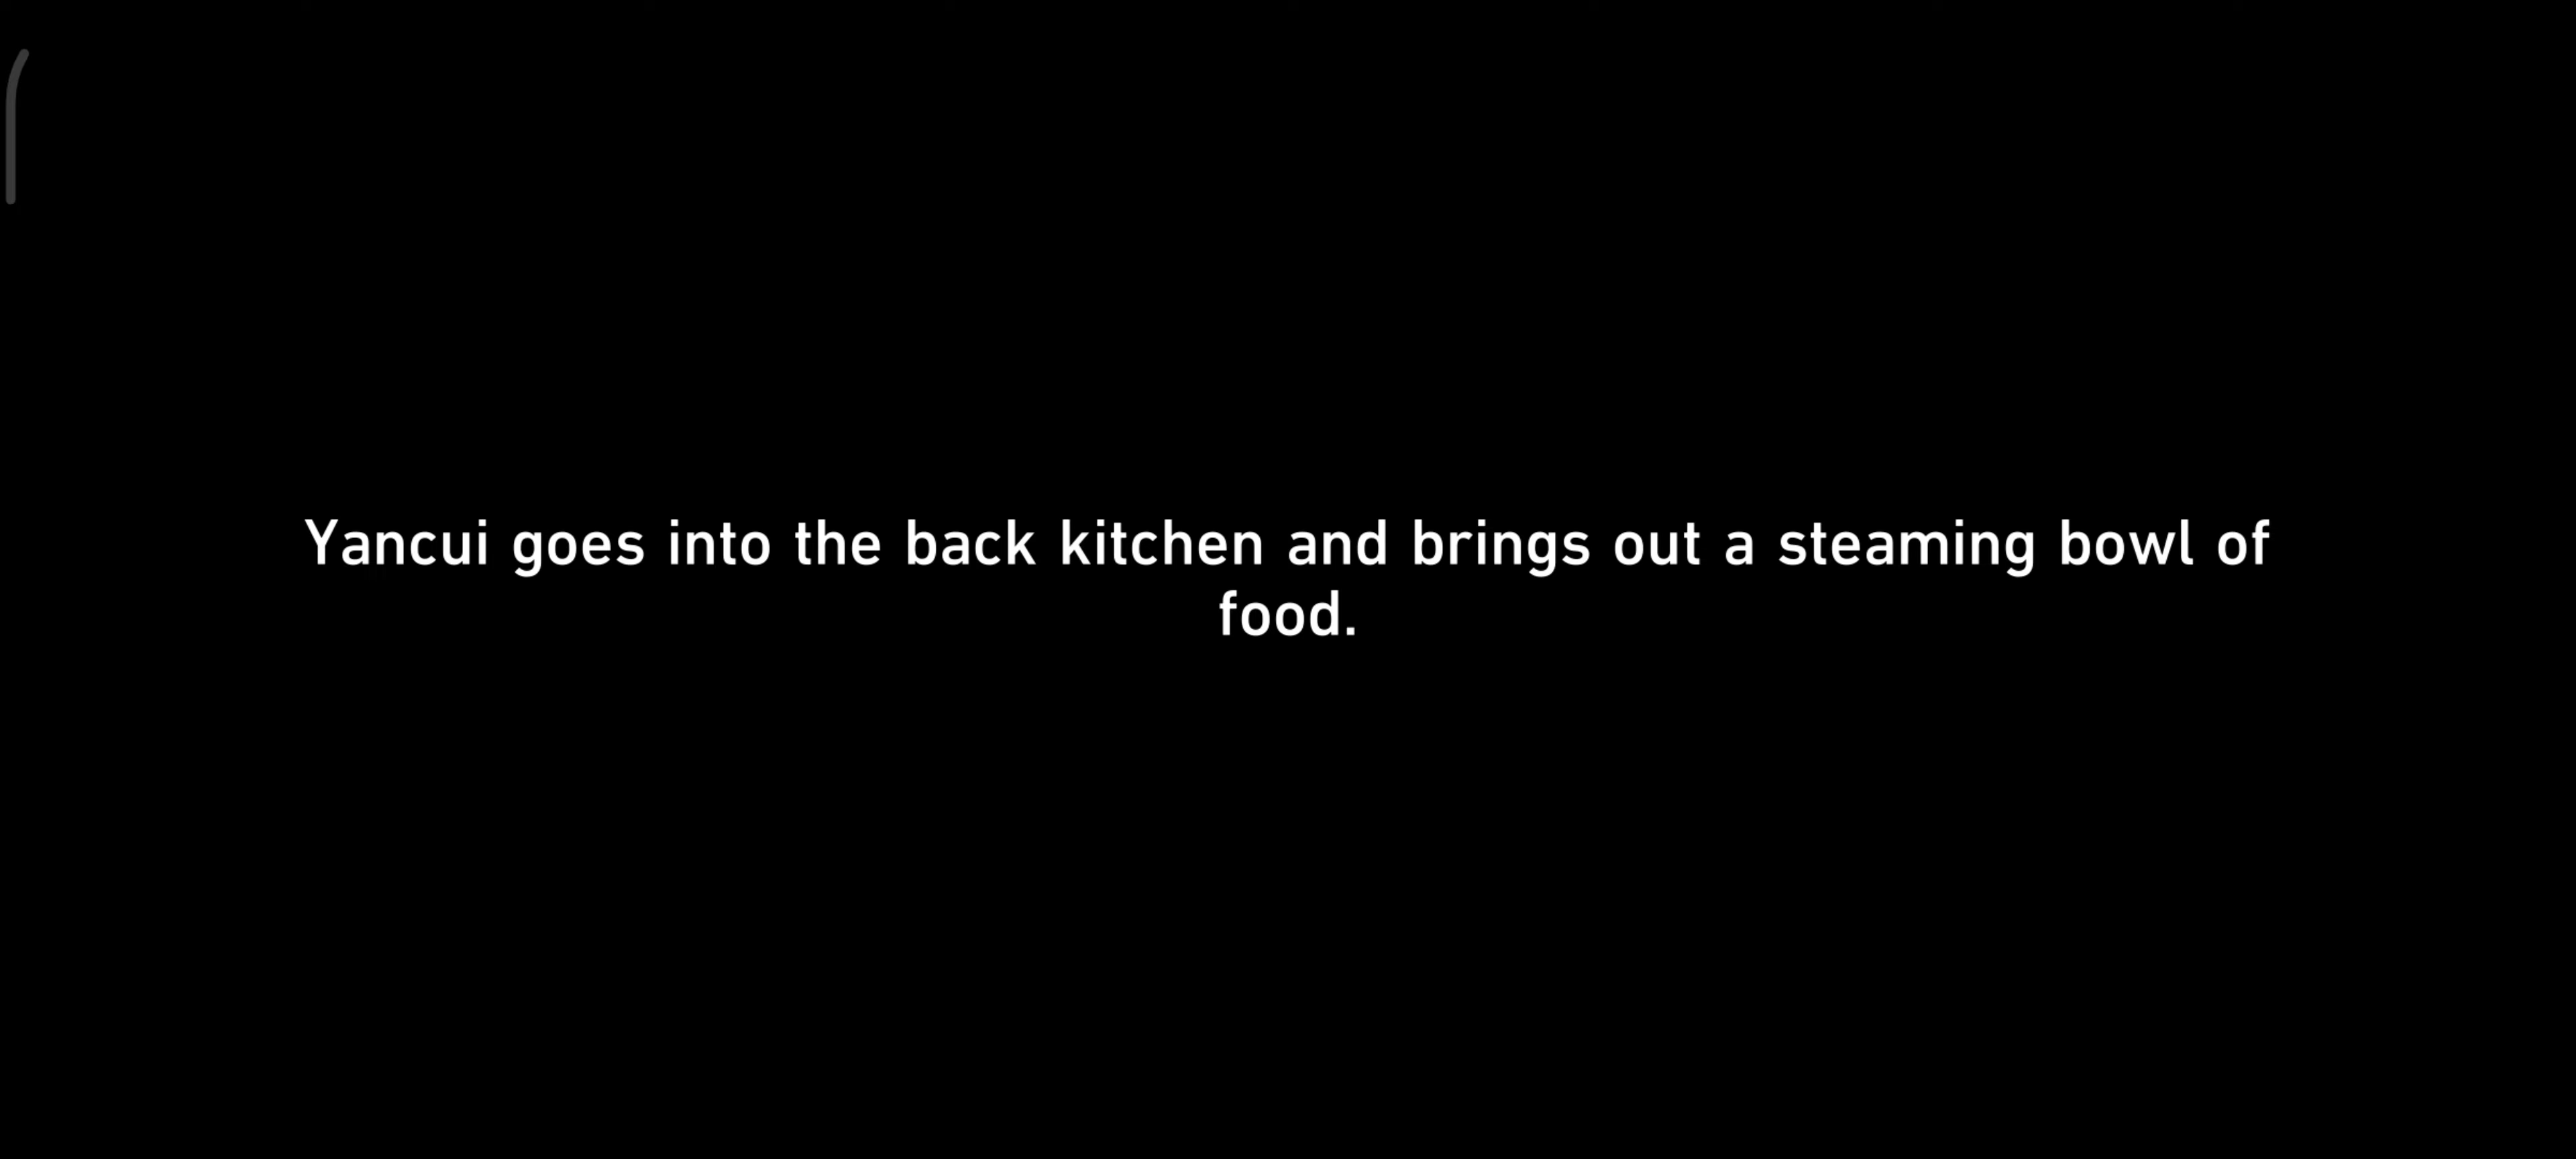 Yancui goes into the back kitchen and brings out a steaming bowl of
food.